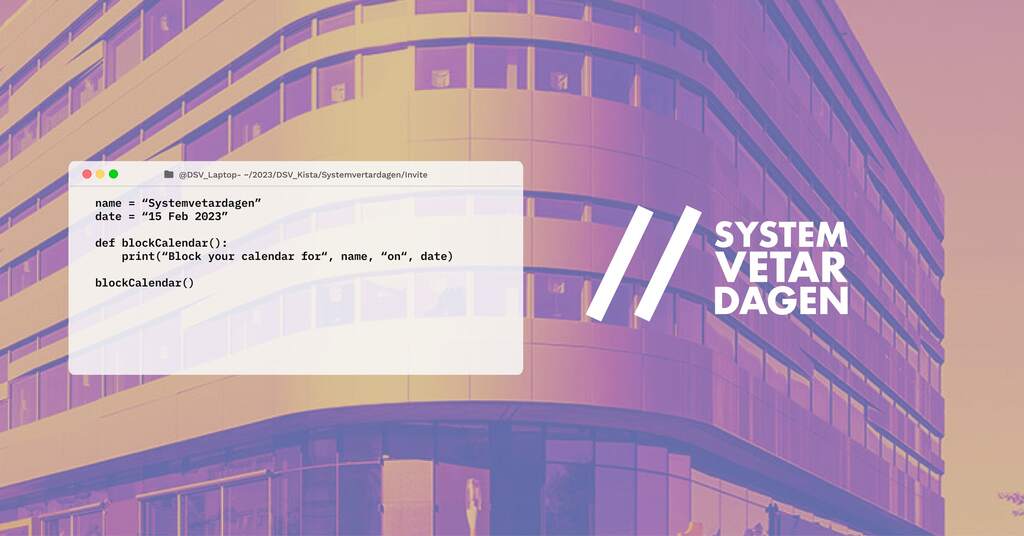 @DSV_Laptop- ~/2023/DSV_Kista/Systemvertardagen/Invite
name = “Systemvetardagen”
date = “15 Feb 2023”
def blockCalendar():
print(“Block your calendar for“, name, “on“, date)
blockCalendar()
// SYSTEM
VETAR
DAGEN